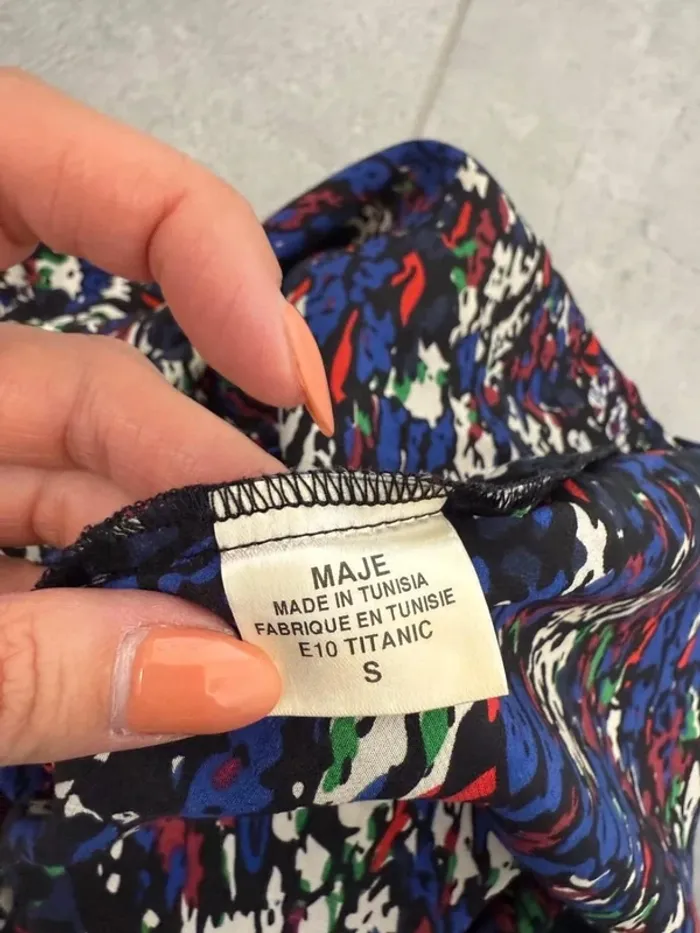 MAJE
MADE IN TUNISIA
FABRIQUE EN TUNISIE
E10 TITANIC
S